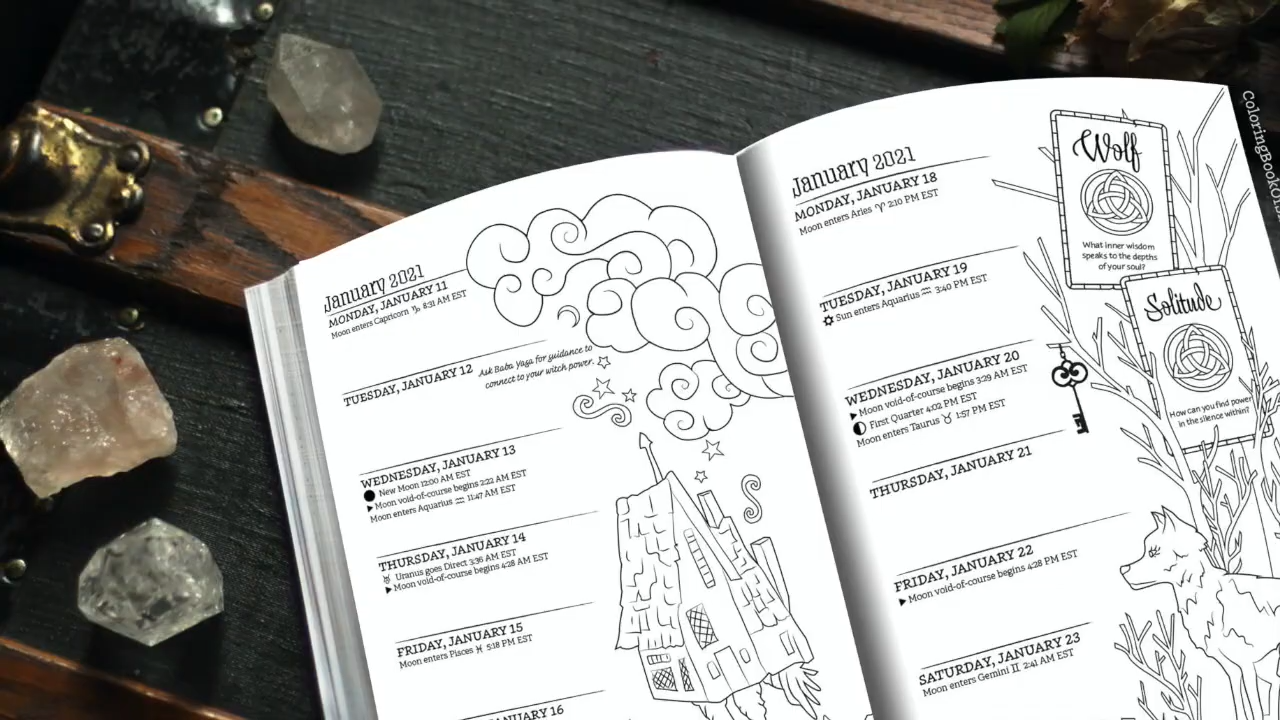 January 2021
MONDAY, JANUARY 11
Moon enters Capricorn ♑ 8:31 AM EST
TUESDAY, JANUARY 12
Ask Baba Yaga for guidance to
connect to your witch power.
WEDNESDAY, JANUARY 13
New Moon 12:00 AM EST
▶ Moon void-of-course begins 2:22 AM EST
Moon enters Aquarius ♒ 11:47 AM EST
THURSDAY, JANUARY 14
♅ Uranus goes Direct 3:36 AM EST
▶ Moon void-of-course begins 4:28 AM EST
FRIDAY, JANUARY 15
Moon enters Pisces ♓ 5:18 PM EST
JANUARY 16
January 2021
MONDAY, JANUARY 18
Moon enters Aries ♈ 2:10 PM EST
TUESDAY, JANUARY 19
Sun enters Aquarius ♒ 3:40 PM EST
WEDNESDAY, JANUARY 20
▶ Moon void-of-course begins 3:29 AM EST
First Quarter 4:02 PM EST
Moon enters Taurus ♉ 1:57 PM EST
THURSDAY, JANUARY 21
FRIDAY, JANUARY 22
▶ Moon void-of-course begins 4:28 PM EST
SATURDAY, JANUARY 23
Moon enters Gemini ♊ 2:41 AM EST
Wolf
What inner wisdom
speaks to the depths
of your soul?
Solitude
How can you find power
in the silence within?